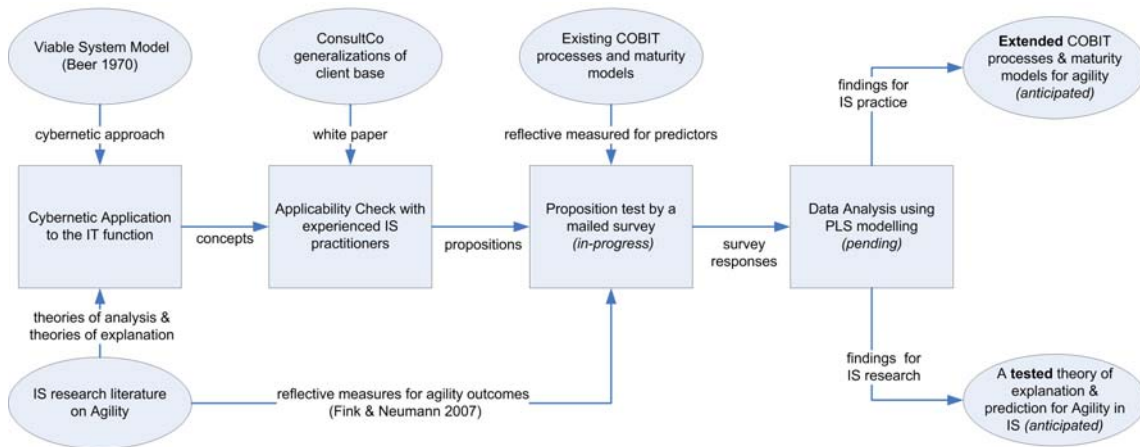 Viable System Model
(Beer 1970)
ConsultCo
generalizations of
client base
Existing COBIT
processes and maturity
models
Extended COBIT
processes & maturity
models for agility
(anticipated)
cybernetic approach
white paper
reflective measured for predictors
findings for
IS practice
Cybernetic Application
to the IT function
concepts
Applicability Check with
experienced IS
practitioners
propositions
Proposition test by a
mailed survey
(in-progress)
survey
responses
Data Analysis using
PLS modelling
(pending)
theories of analysis &
theories of explanation
findings for
IS research
IS research literature
on Agility
reflective measures for agility outcomes
(Fink & Neumann 2007)
A tested theory of
explanation &
prediction for Agility in
IS (anticipated)